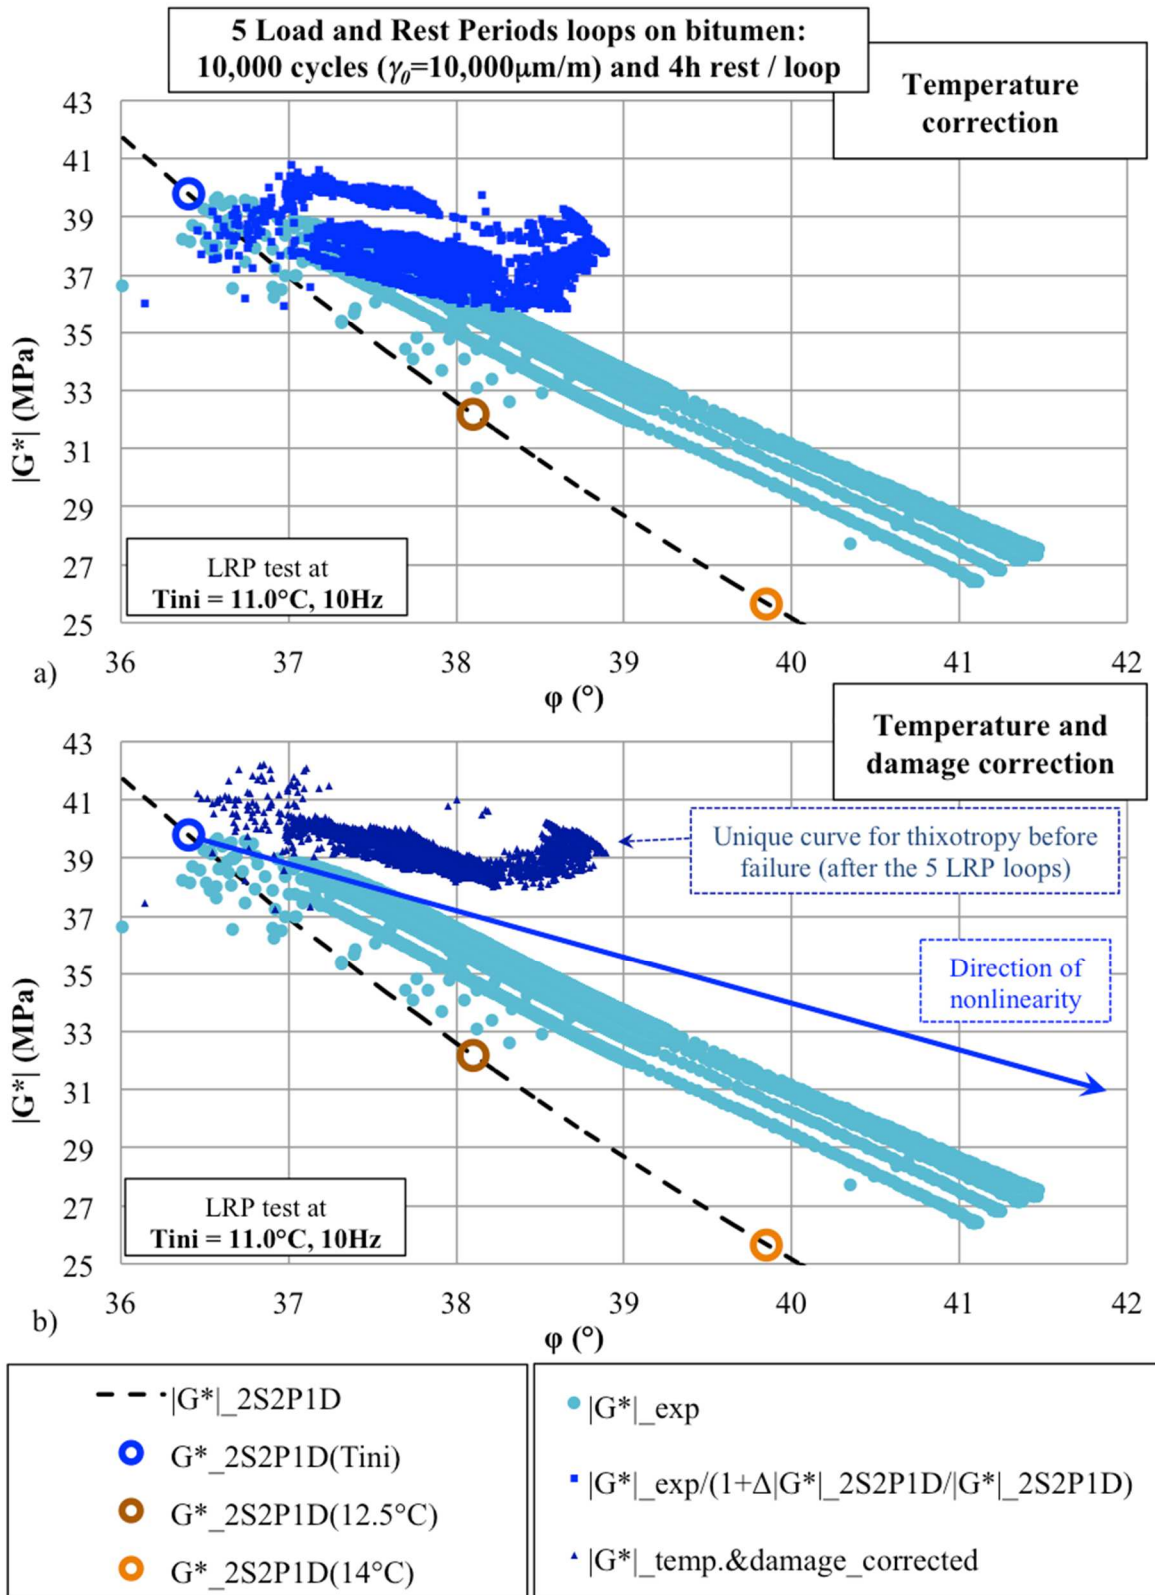 5 Load and Rest Periods loops on bitumen:
10,000 cycles (γ₀=10,000μm/m) and 4h rest / loop
Temperature
correction
43
41
39
37
35
33
31
29
27
25
|G*| (MPa)
LRP test at
Tini = 11.0°C, 10Hz
36 37 38 39 40 41 42
a)
φ (°)
Temperature and
damage correction
43
41
39
37
35
33
31
29
27
25
|G*| (MPa)
Unique curve for thixotropy before
failure (after the 5 LRP loops)
Direction of
nonlinearity
LRP test at
Tini = 11.0°C, 10Hz
36 37 38 39 40 41 42
b)
φ (°)
|G*|_2S2P1D
G*_2S2P1D(Tini)
G*_2S2P1D(12.5°C)
G*_2S2P1D(14°C)
|G*|_exp
|G*|_exp/(1+Δ|G*|_2S2P1D/|G*|_2S2P1D)
|G*|_temp.&damage_corrected